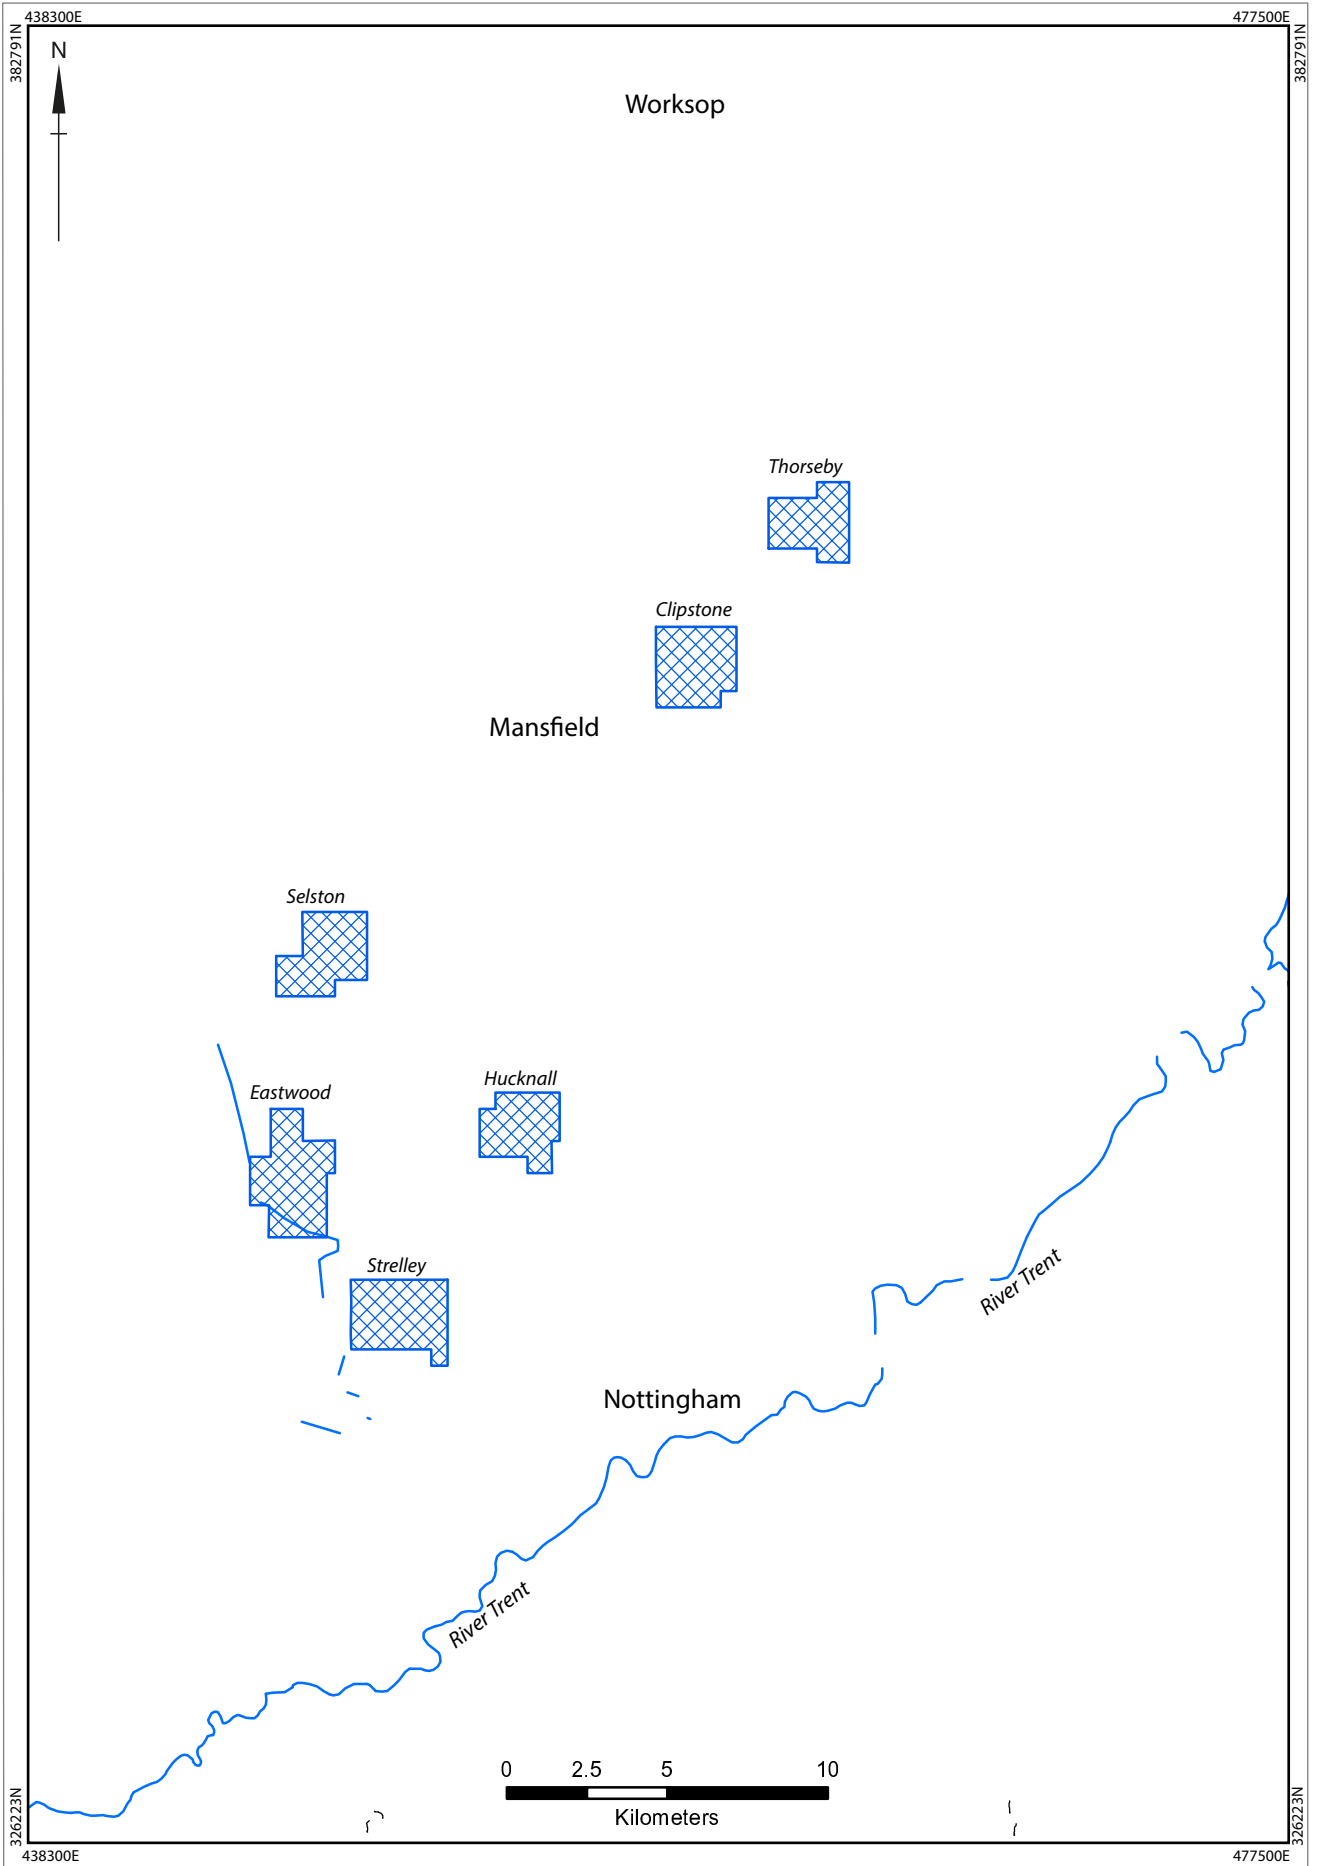 438300E
477500E
382791N
382791N
N
Worksop
Thorseby
Clipstone
Mansfield
Selston
Hucknall
Eastwood
Strelley
River Trent
Nottingham
River Trent
0 2.5 5 10
Kilometers
326223N
326223N
438300E
477500E